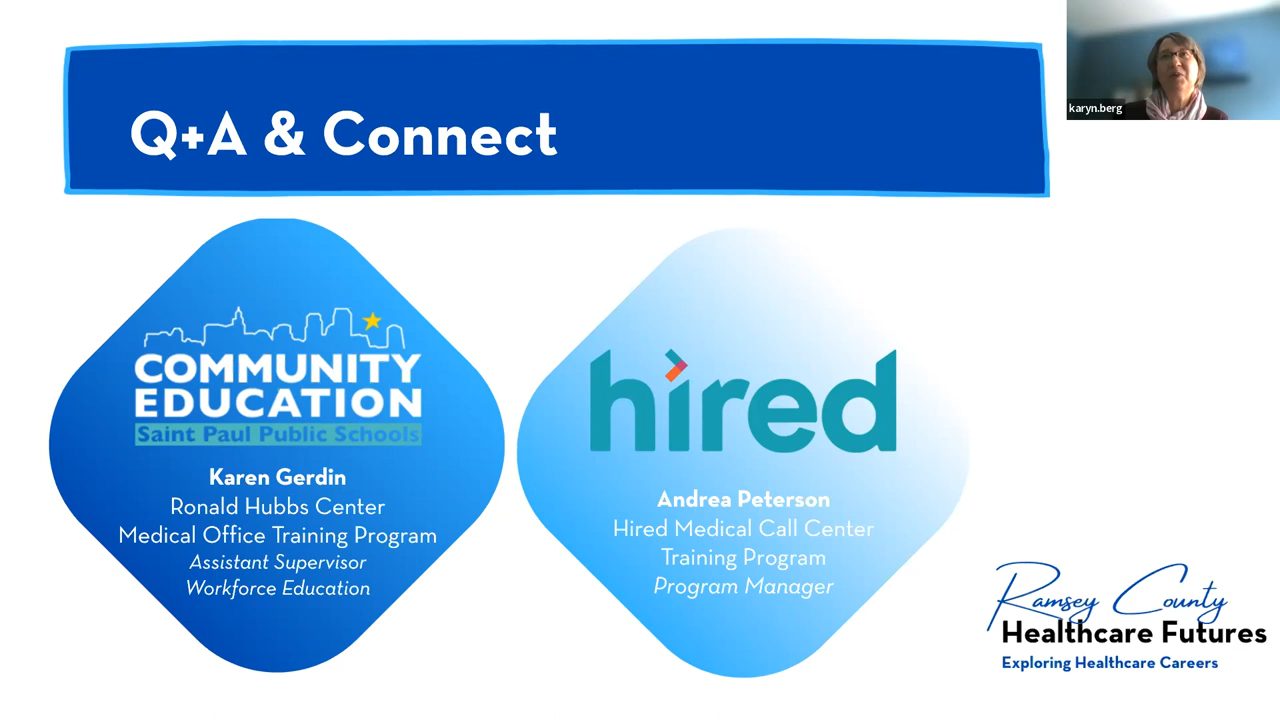 Q+A & Connect
karyn.berg
COMMUNITY
EDUCATION
Saint Paul Public Schools
Karen Gerdin
Ronald Hubbs Center
Medical Office Training Program
Assistant Supervisor
Workforce Education
hired
Andrea Peterson
Hired Medical Call Center
Training Program
Program Manager
Ramsey County
Healthcare Futures
Exploring Healthcare Careers